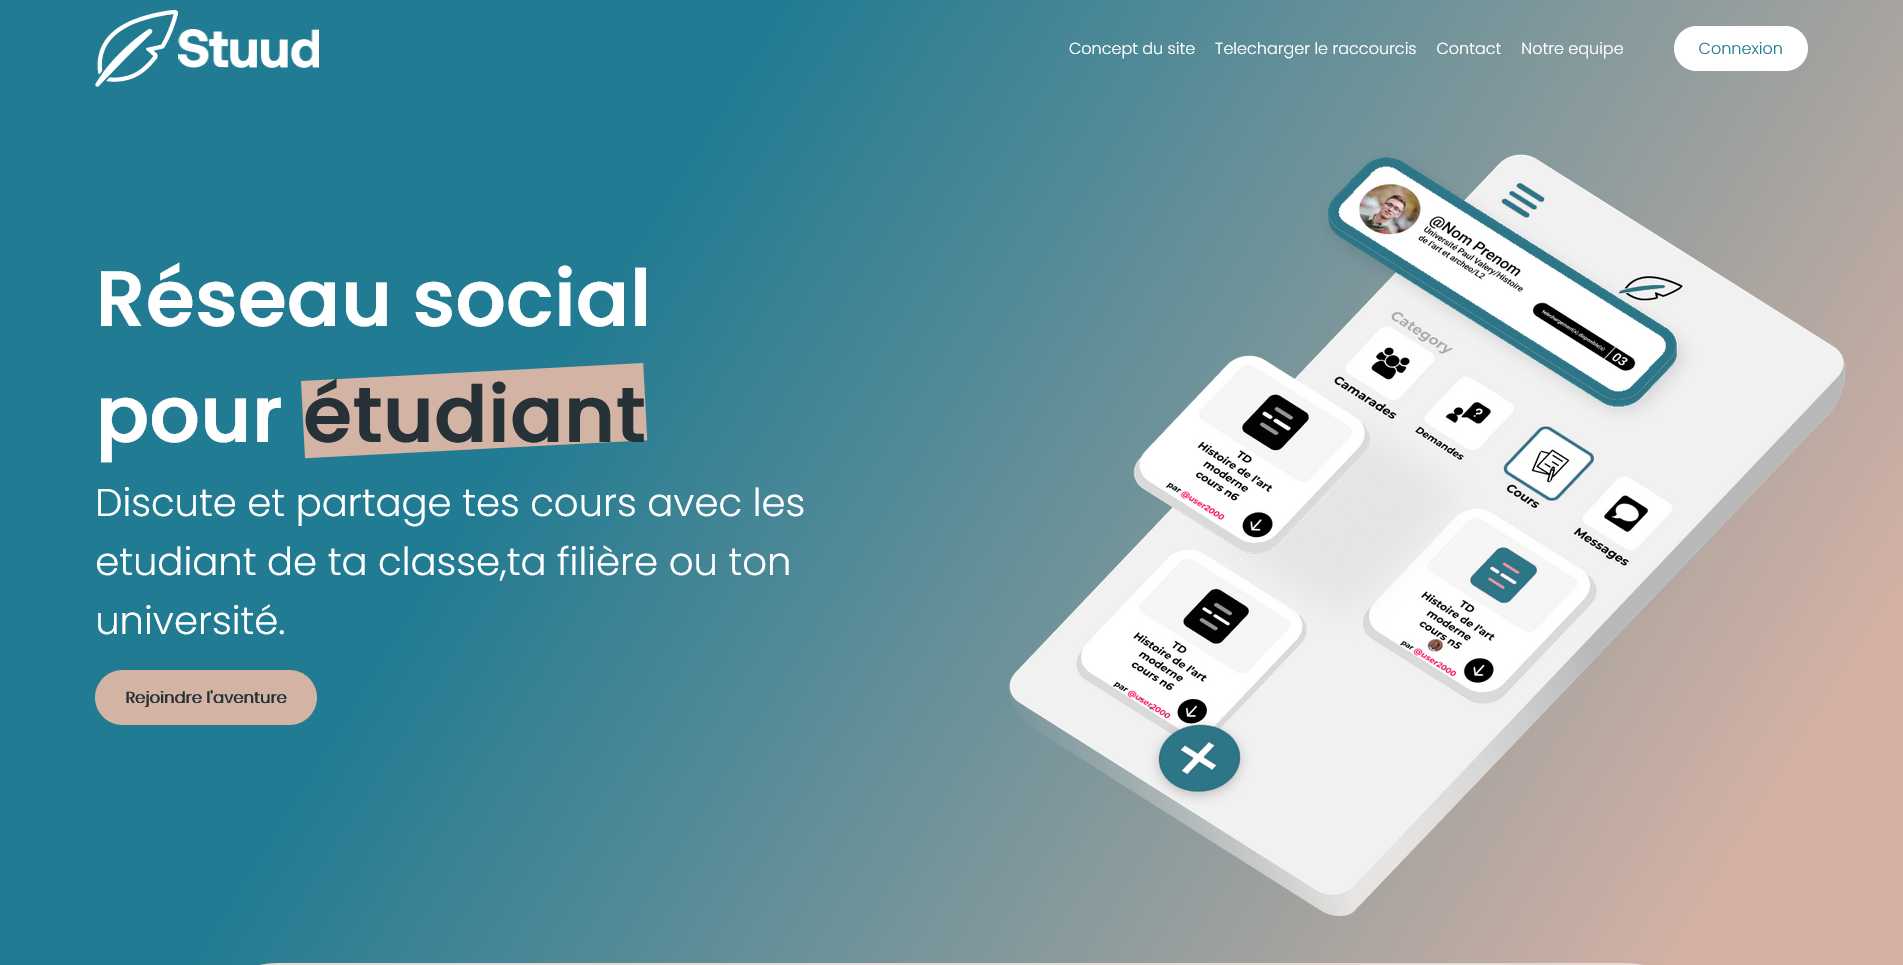 Stuud
Concept du site
Telecharger le raccourcis
Contact
Notre equipe
Connexion
Réseau social
pour étudiant
Discute et partage tes cours avec les
etudiant de ta classe,ta filière ou ton
université.
Rejoindre l'aventure
@Nom Prenom
Université Paul Valery/Histoire
de l'art et archeo/L2
03
Category
Camarades
Demandes
?
Cours
Messages
TD
Histoire de l'art
moderne
cours n6
par @user2000
TD
Histoire de l'art
moderne
cours n5
par @user2000
TD
Histoire de l'art
moderne
cours n6
par @user2000